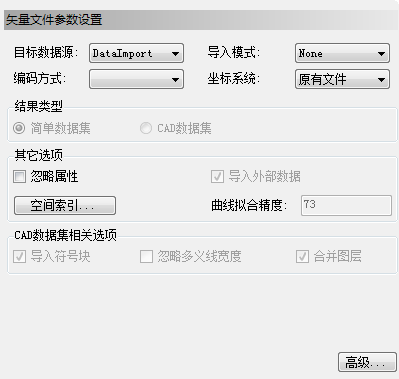 矢量文件参数设置
目标数据源: DataImport 导入模式: None
编码方式: 坐标系统: 原有文件
结果类型
简单数据集 CAD数据集
其它选项
忽略属性 导入外部数据
空间索引... 曲线拟合精度: 73
CAD数据集相关选项
导入符号块 忽略多义线宽度 合并图层
高级...